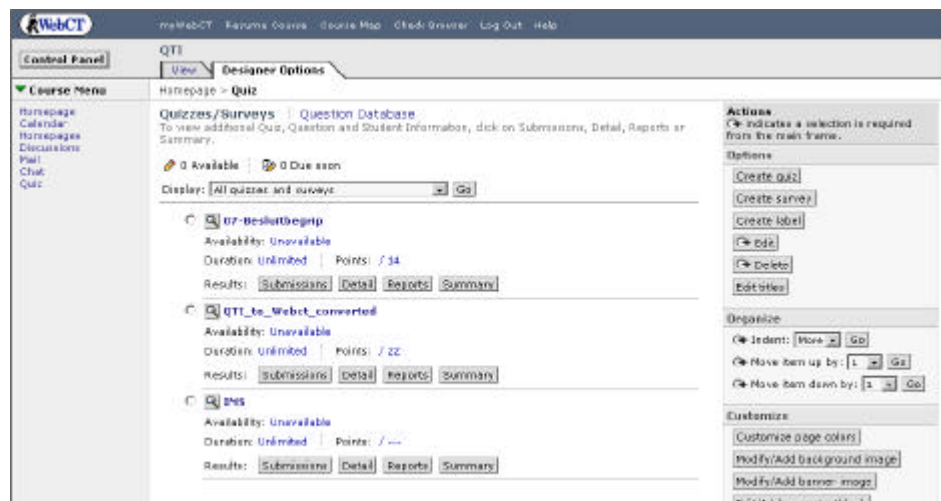 WebCT
myWebCT Resume Course Course Map Check Browser Log Out Help
Control Panel
QTI
View Designer Options
Course Menu
Homepage > Quiz
Homepage
Calendar
Homepages
Discussions
Mail
Chat
Quiz
Quizzes/Surveys | Question Database
To view additional Quiz, Question and Student Information, click on Submissions, Detail, Reports or
Summary.
0 Available 0 Due soon
Display: All quizzes and surveys Go
07-Besluitbegrip
Availability: Unavailable
Duration: Unlimited Points: / 14
Results: Submissions Detail Reports Summary
QTI_to_Webct_converted
Availability: Unavailable
Duration: Unlimited Points: / 22
Results: Submissions Detail Reports Summary
IMS
Availability: Unavailable
Duration: Unlimited Points: / ---
Results: Submissions Detail Reports Summary
Actions
indicates a selection is required
from the main frame.
Options
Create quiz
Create survey
Create label
Edit
Delete
Edit titles
Organize
Indent: More Go
Move item up by: 1 Go
Move item down by: 1 Go
Customize
Customize page colors
Modify/Add background image
Modify/Add banner image